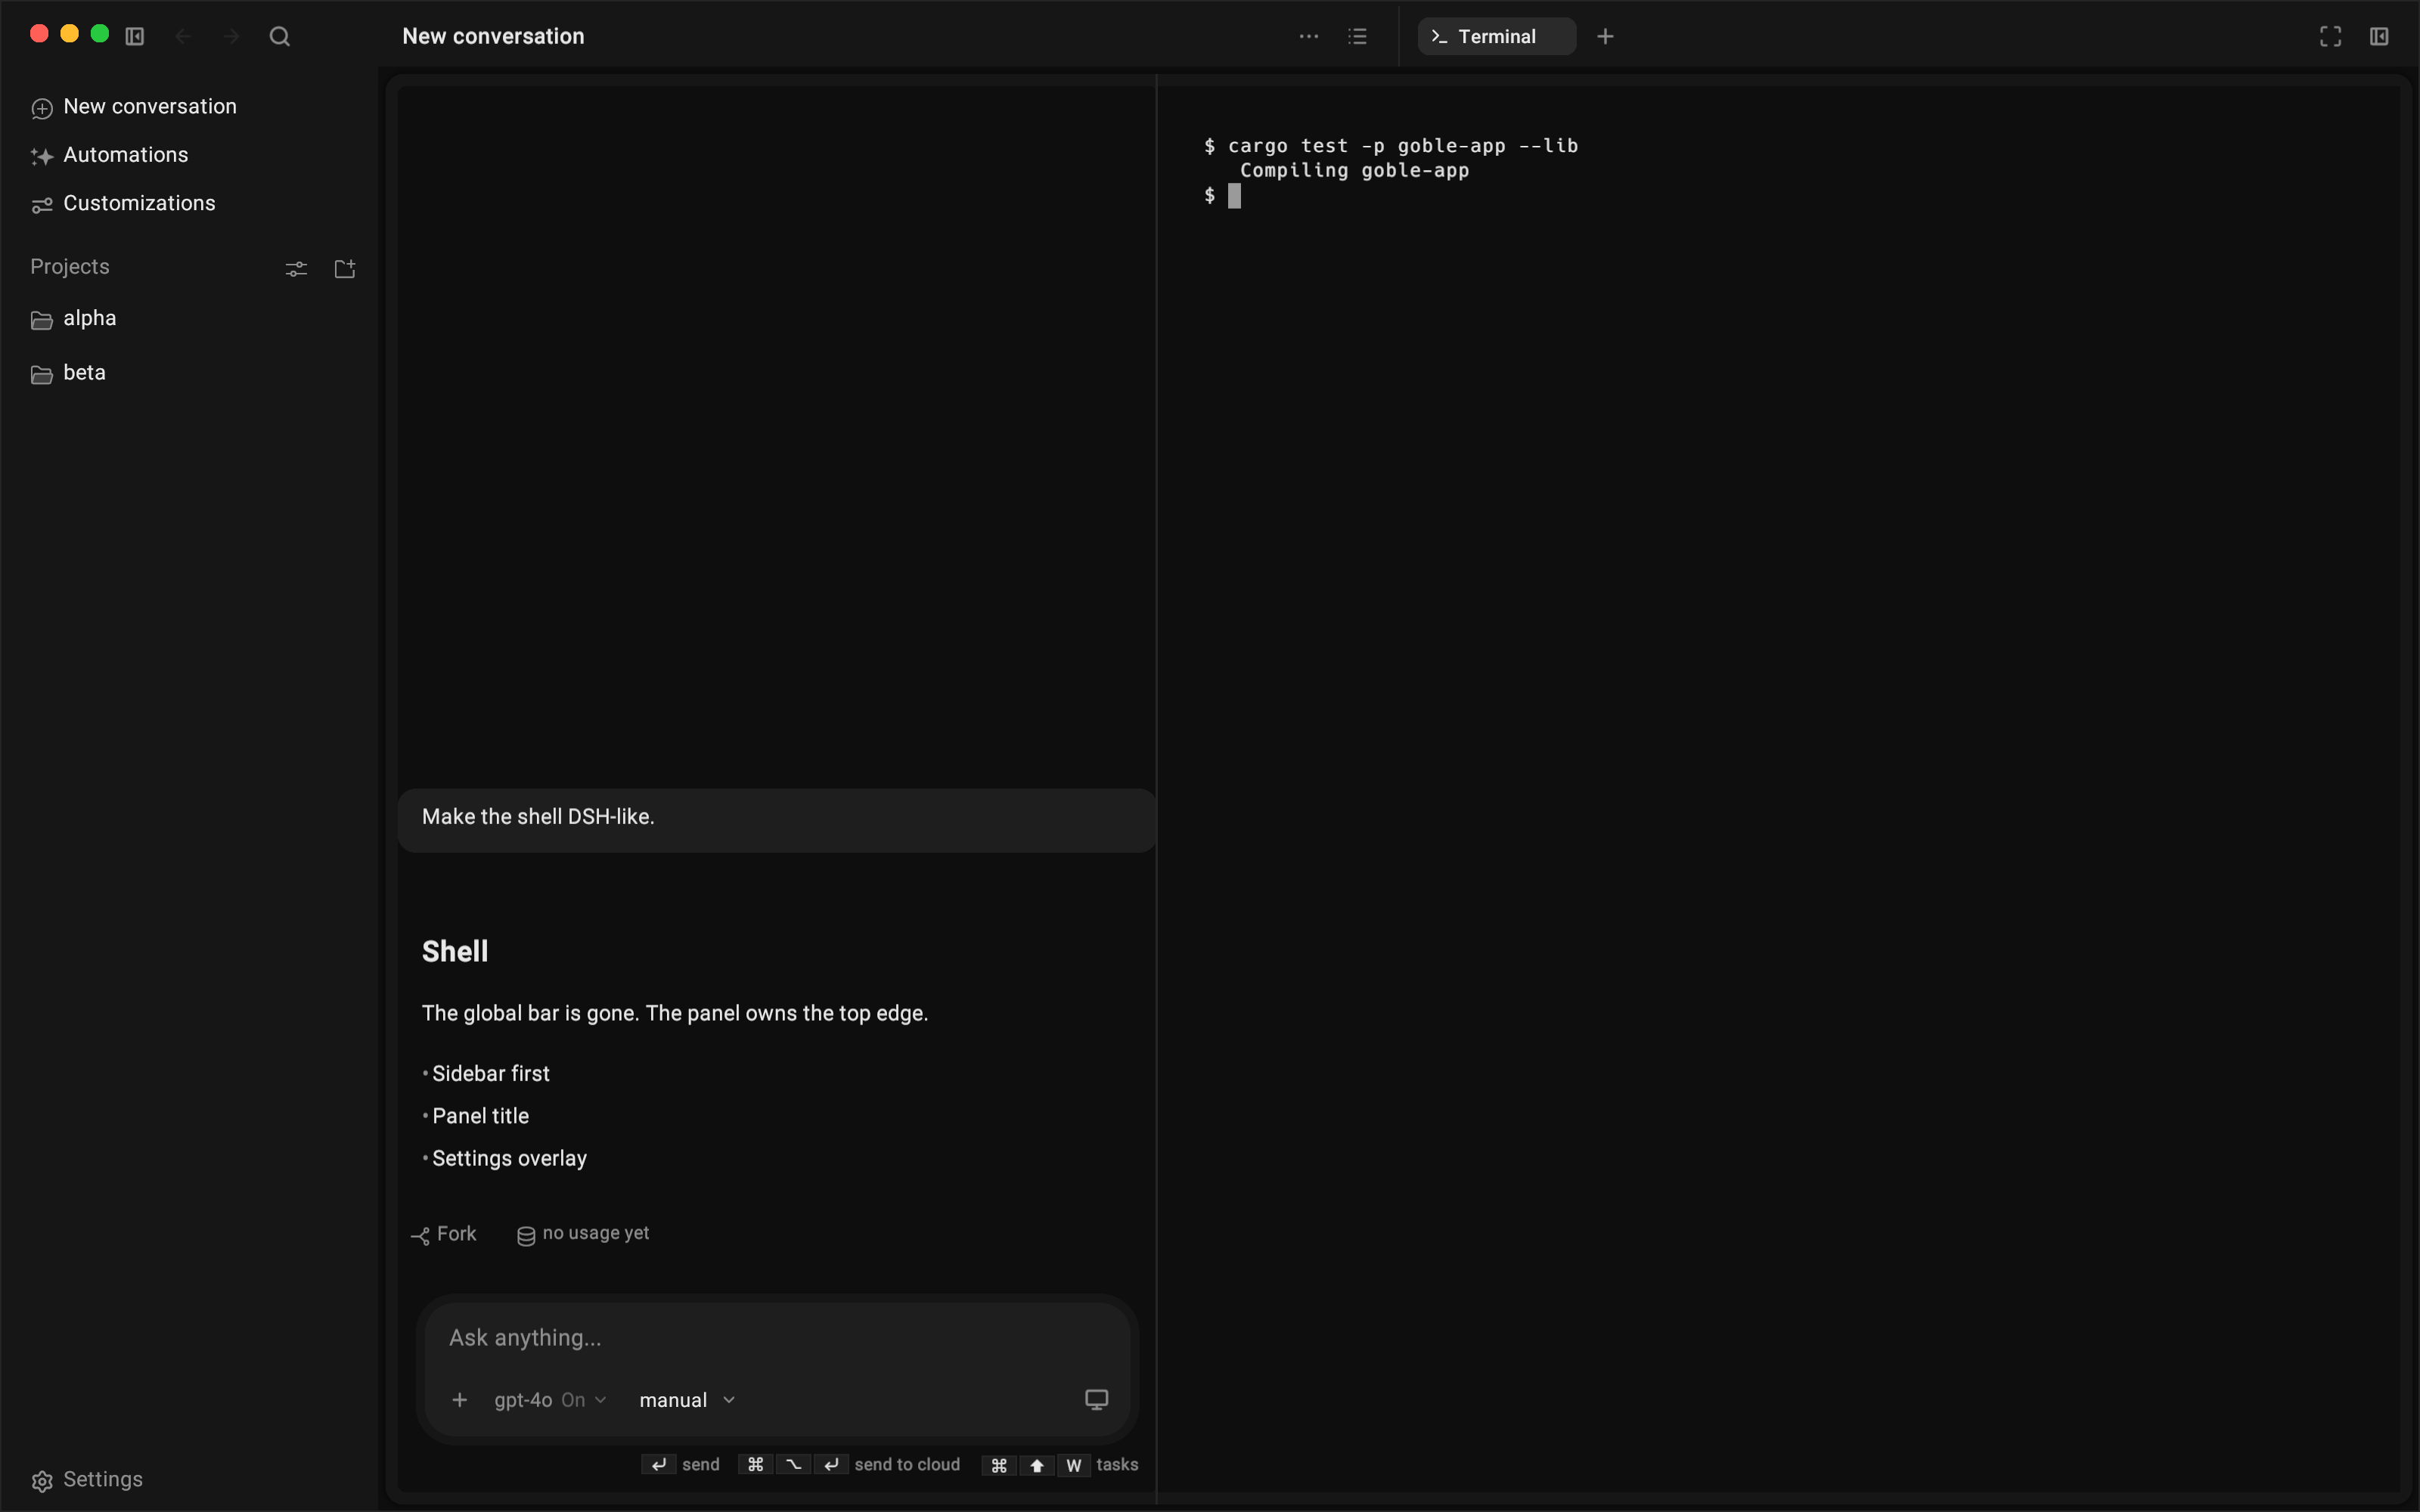 New conversation
Terminal
New conversation
Automations
Customizations
Projects
alpha
beta
$ cargo test -p goble-app --lib
Compiling goble-app
$
Make the shell DSH-like.
Shell
The global bar is gone. The panel owns the top edge.
• Sidebar first
• Panel title
• Settings overlay
Fork no usage yet
Ask anything...
gpt-4o On manual
send ⌘ ⌥ send to cloud ⌘ W tasks
Settings